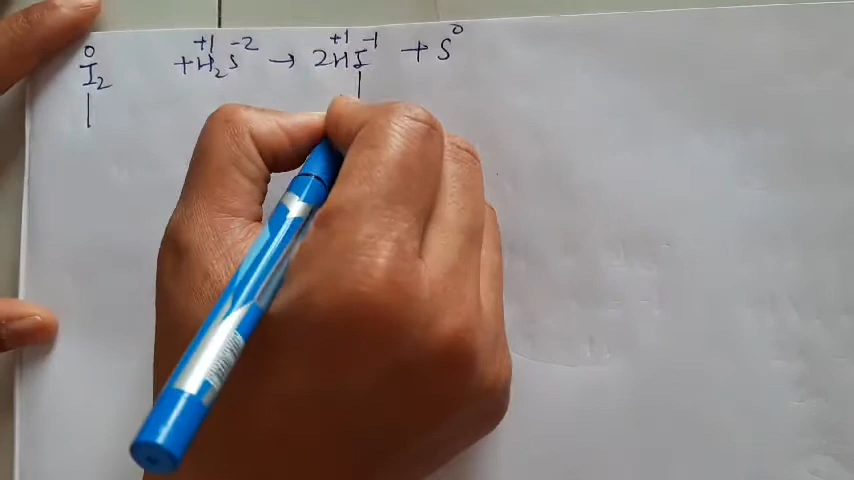 0 +1 -2 +1 -1 0
I2 + H2S → 2HI + S